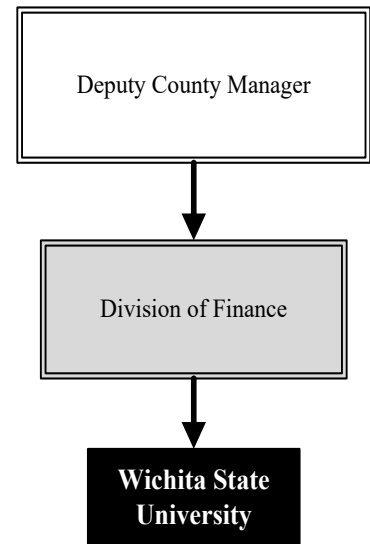 Deputy County Manager
Division of Finance
Wichita State
University